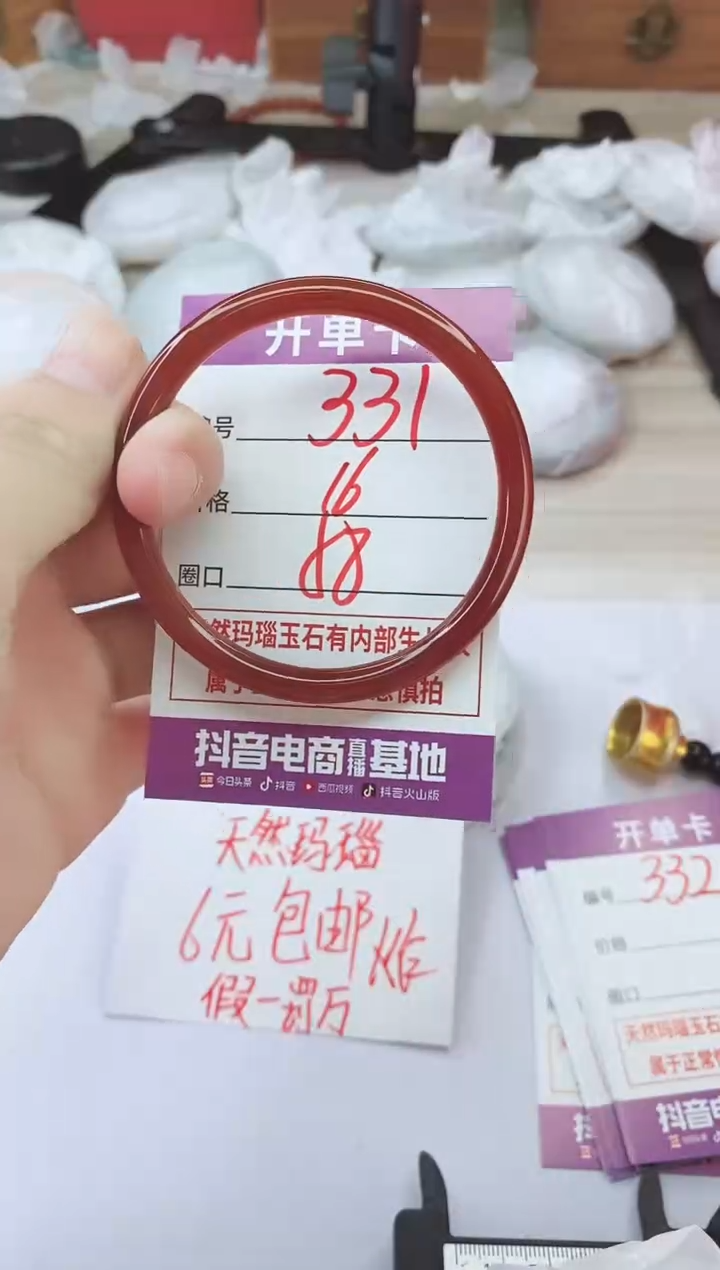 开单卡
号 331
格 16
圈口 58
然玛瑙玉石有内部生
属于 慎拍
抖音电商直播基地
今日头条 抖音 西瓜视频 抖音火山版
天然玛瑙
6元包邮
假一罚万
开单卡
编号 332
价格
圈口
天然玛瑙玉石
属于正常
抖音电